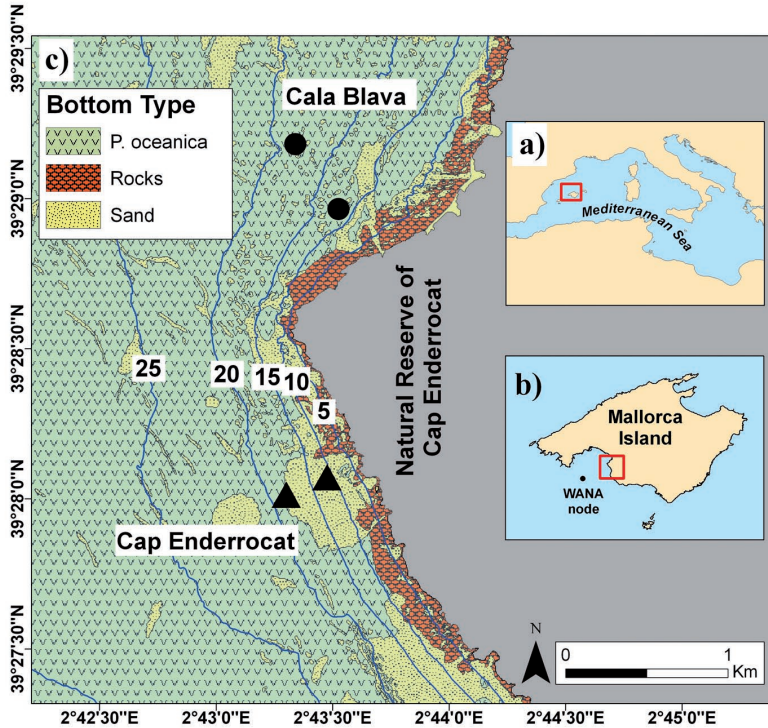 c)
Bottom Type
P. oceanica
Rocks
Sand
Cala Blava
25
20
15
10
5
Cap Enderrocat
Natural Reserve of
Cap Enderrocat
a)
Mediterranean Sea
b)
Mallorca
Island
WANA
node
N
0
1
Km
39°29'30"N
39°29'0"N
39°28'30"N
39°28'0"N
39°27'30"N
2°42'30"E
2°43'0"E
2°43'30"E
2°44'0"E
2°44'30"E
2°45'0"E